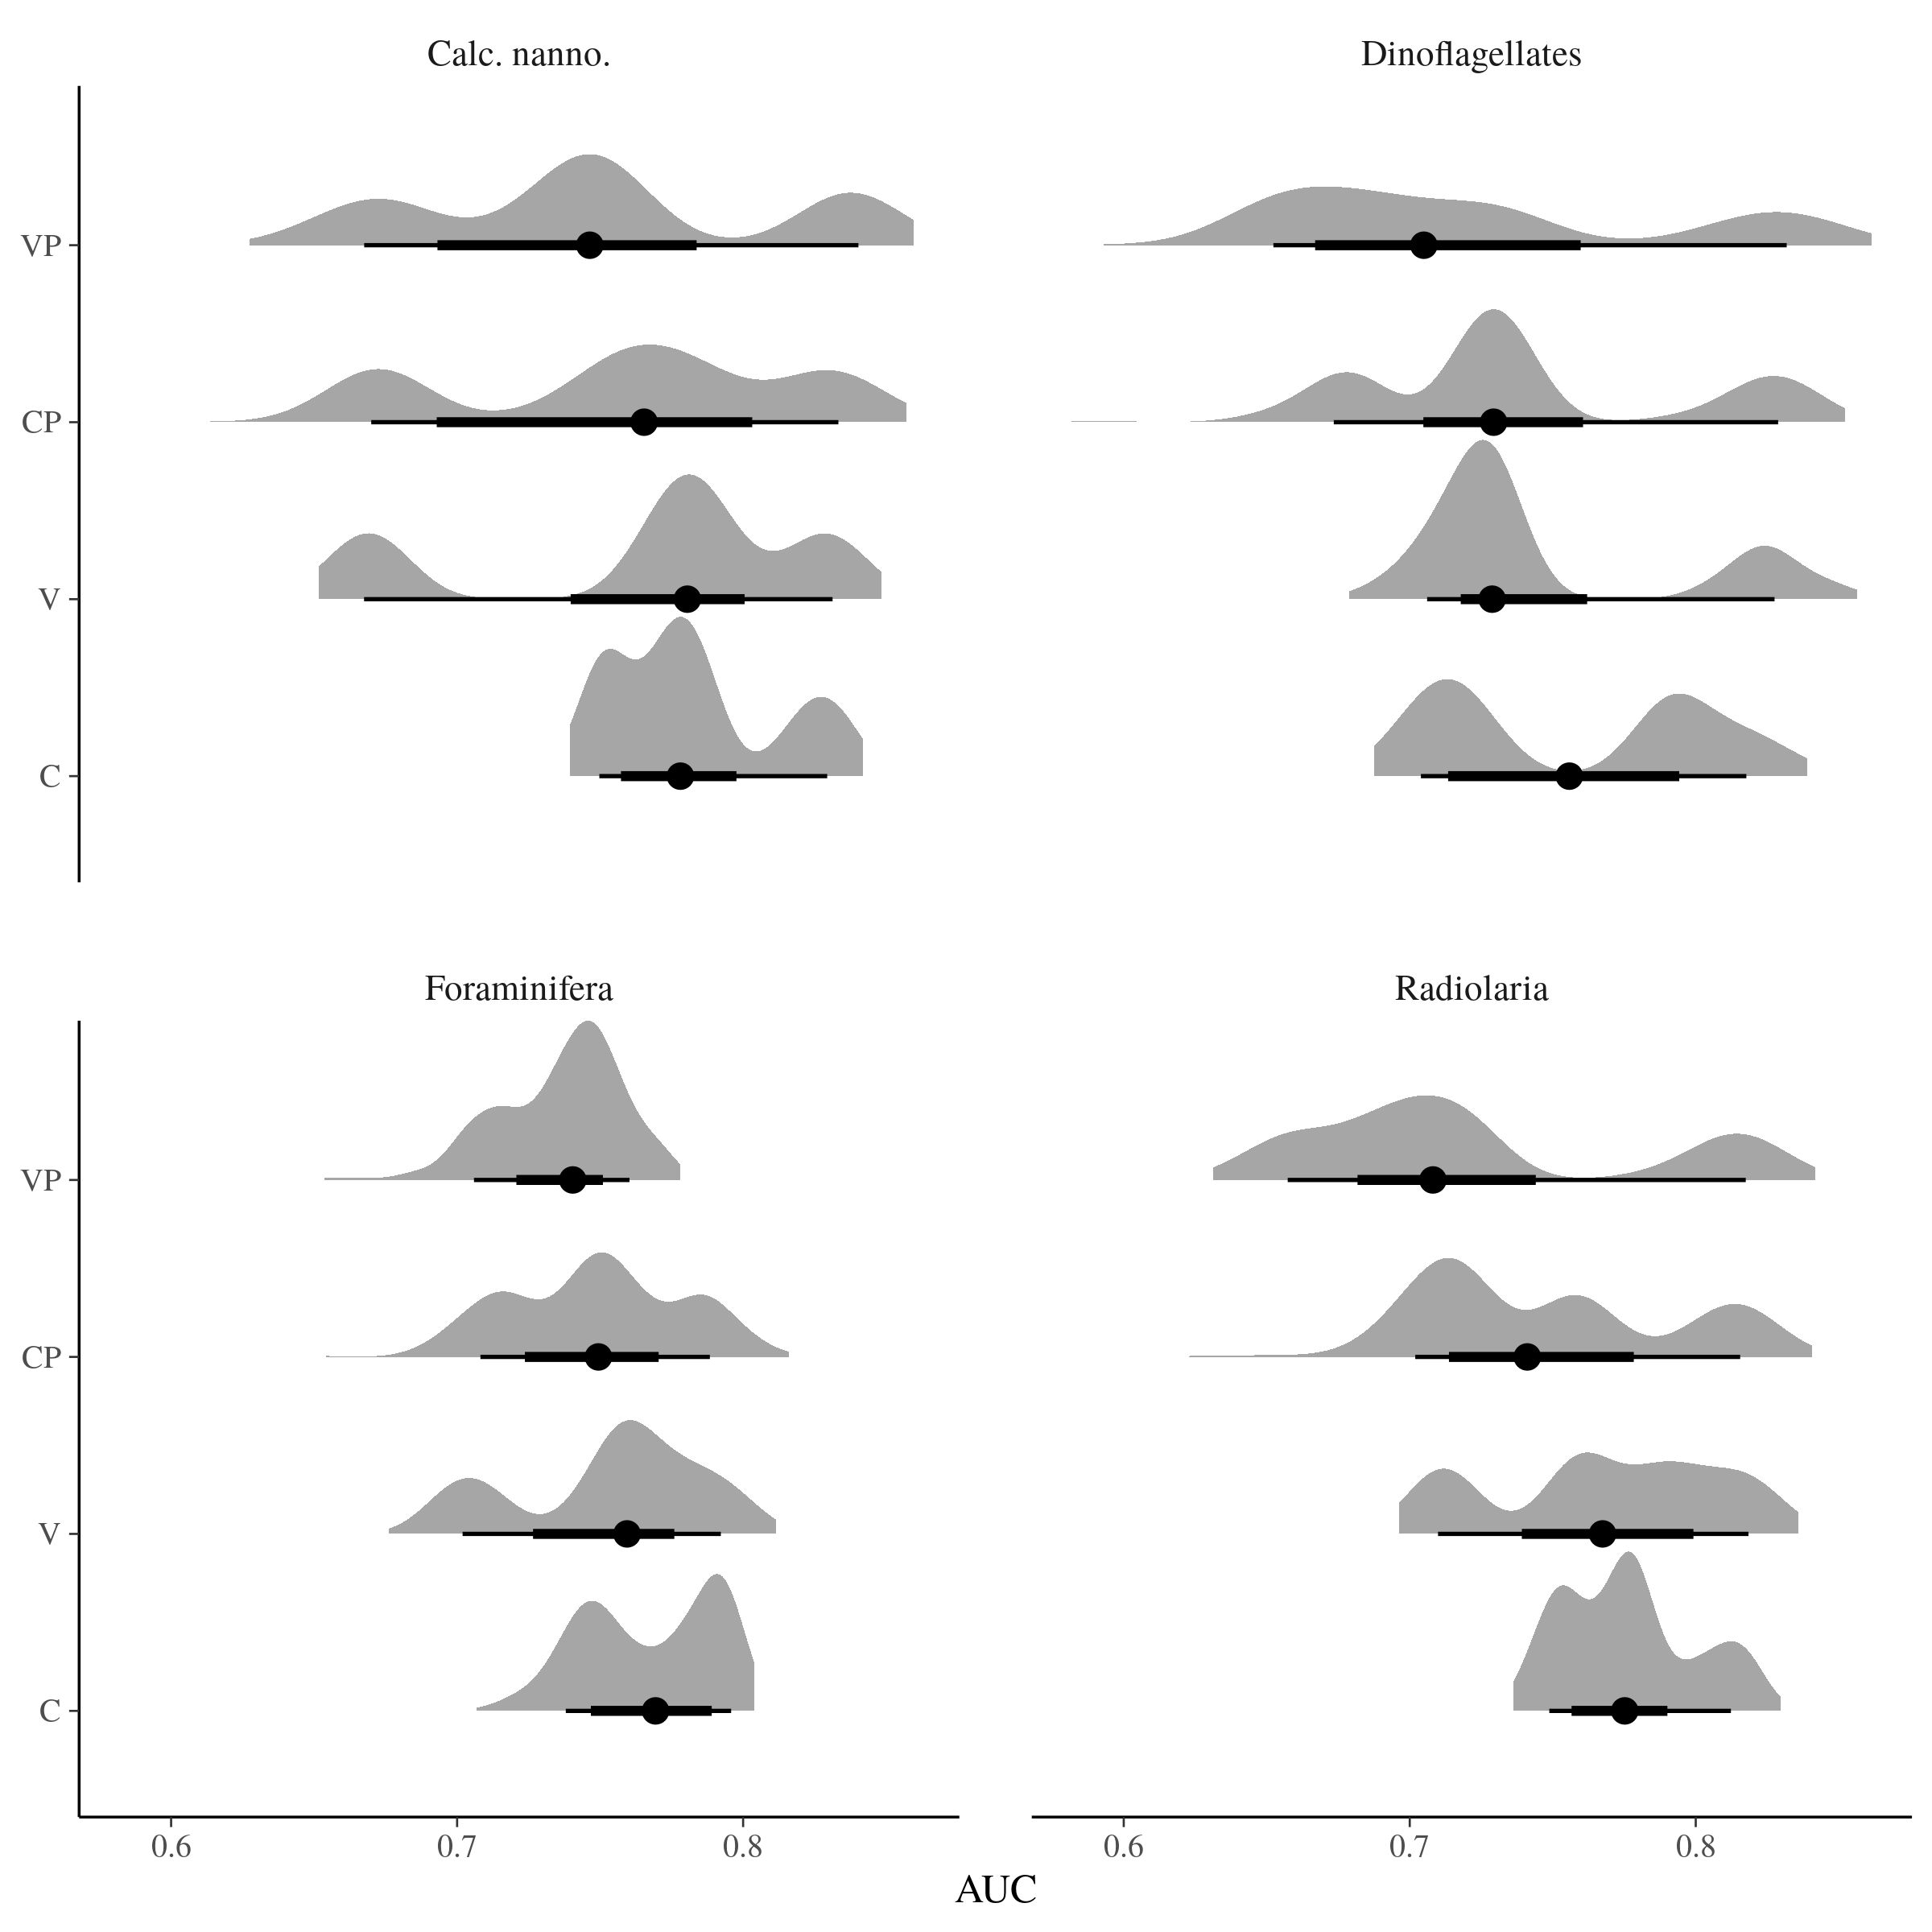 Calc. nanno.
Dinoflagellates
VP
CP
V
C
Foraminifera
Radiolaria
VP
CP
V
C
0.6 0.7 0.8 0.6 0.7 0.8
AUC